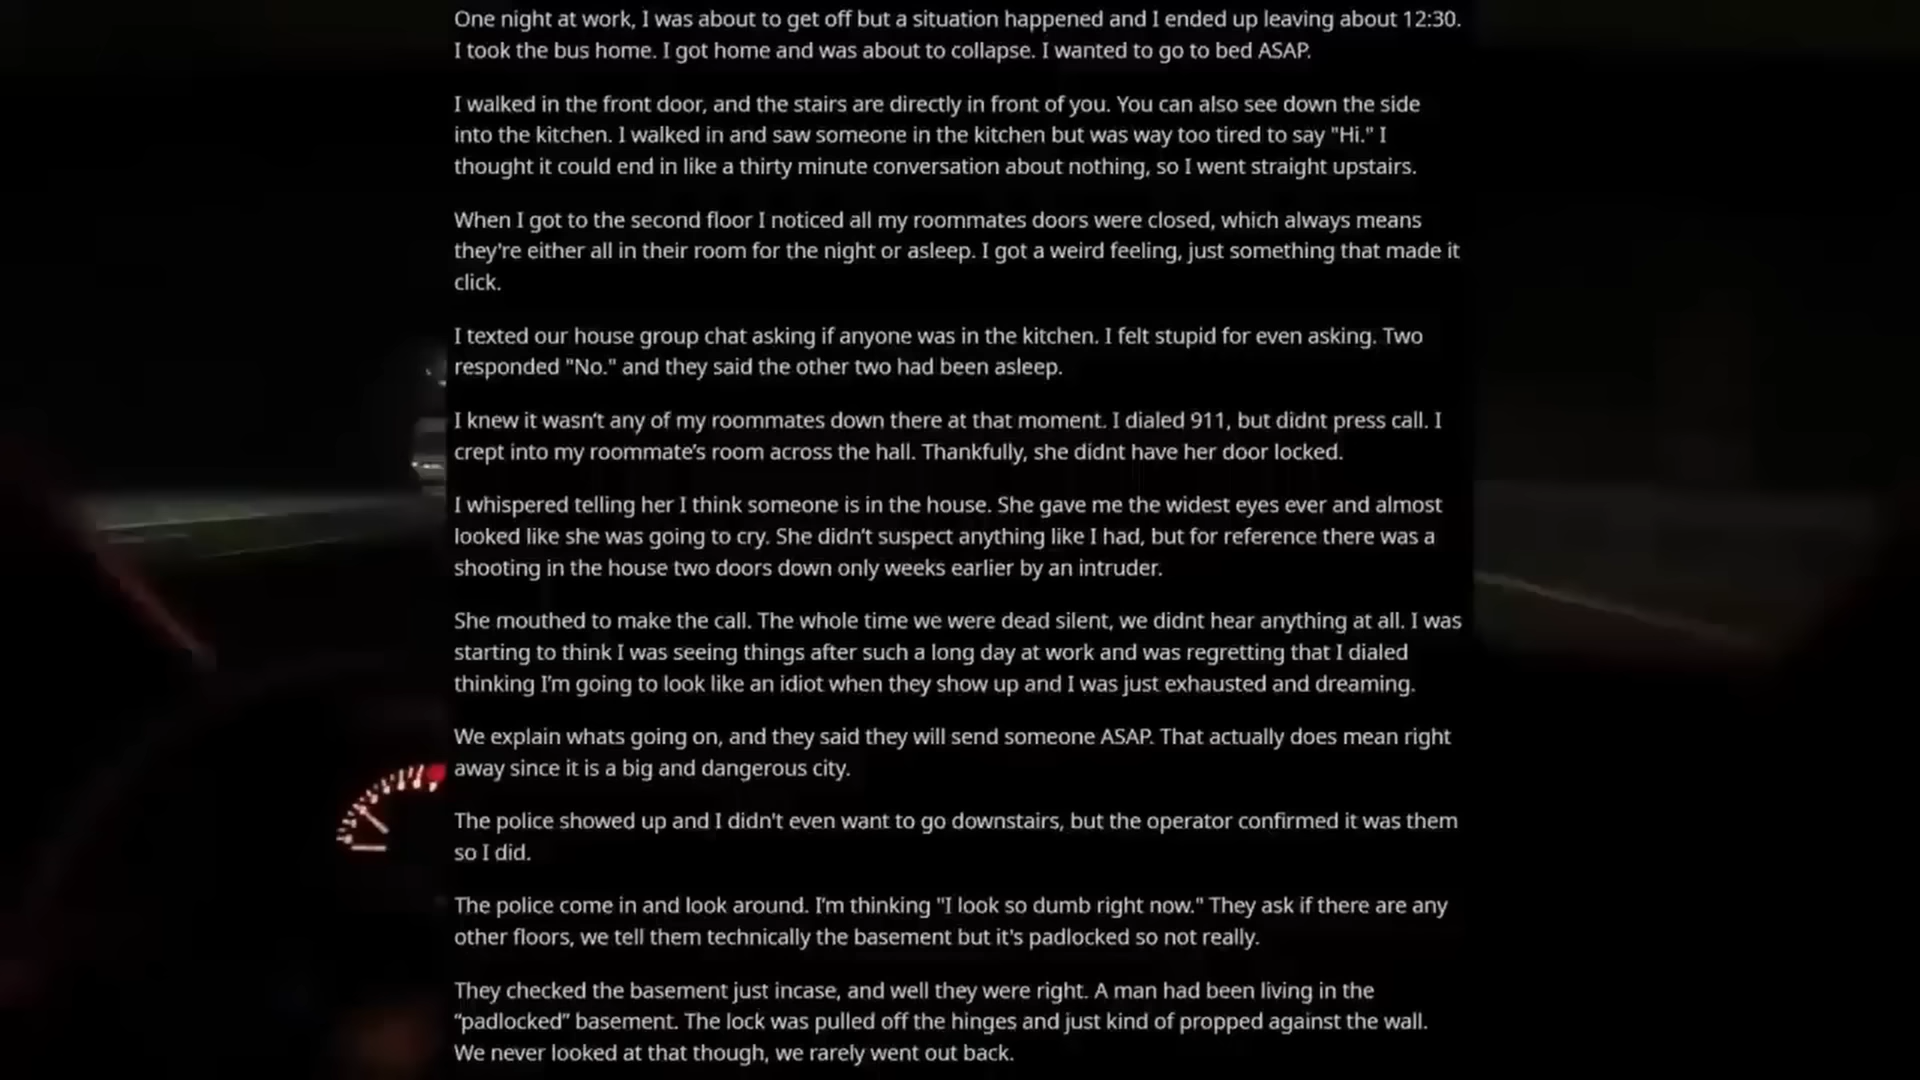 One night at work, I was about to get off but a situation happened and I ended up leaving about 12:30.
I took the bus home. I got home and was about to collapse. I wanted to go to bed ASAP.
I walked in the front door, and the stairs are directly in front of you. You can also see down the side
into the kitchen. I walked in and saw someone in the kitchen but was way too tired to say "Hi." I
thought it could end in like a thirty minute conversation about nothing, so I went straight upstairs.
When I got to the second floor I noticed all my roommates doors were closed, which always means
they're either all in their room for the night or asleep. I got a weird feeling, just something that made it
click.
I texted our house group chat asking if anyone was in the kitchen. I felt stupid for even asking. Two
responded "No." and they said the other two had been asleep.
I knew it wasn’t any of my roommates down there at that moment. I dialed 911, but didnt press call. I
crept into my roommate’s room across the hall. Thankfully, she didnt have her door locked.
I whispered telling her I think someone is in the house. She gave me the widest eyes ever and almost
looked like she was going to cry. She didn’t suspect anything like I had, but for reference there was a
shooting in the house two doors down only weeks earlier by an intruder.
She mouthed to make the call. The whole time we were dead silent, we didnt hear anything at all. I was
starting to think I was seeing things after such a long day at work and was regretting that I dialed
thinking I’m going to look like an idiot when they show up and I was just exhausted and dreaming.
We explain whats going on, and they said they will send someone ASAP. That actually does mean right
away since it is a big and dangerous city.
The police showed up and I didn't even want to go downstairs, but the operator confirmed it was them
so I did.
The police come in and look around. I’m thinking "I look so dumb right now." They ask if there are any
other floors, we tell them technically the basement but it's padlocked so not really.
They checked the basement just incase, and well they were right. A man had been living in the
“padlocked” basement. The lock was pulled off the hinges and just kind of propped against the wall.
We never looked at that though, we rarely went out back.